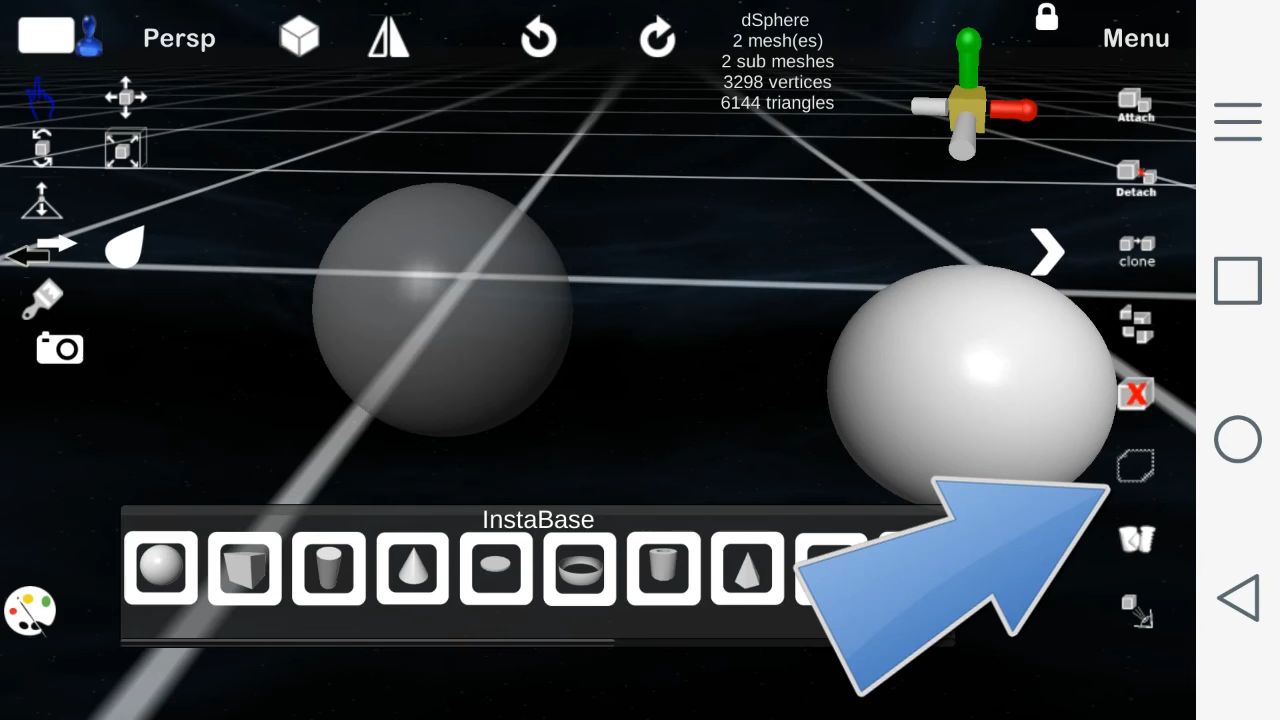 Persp
dSphere
2 mesh(es)
2 sub meshes
3298 vertices
6144 triangles
Menu
Attach
Detach
clone
X
InstaBase